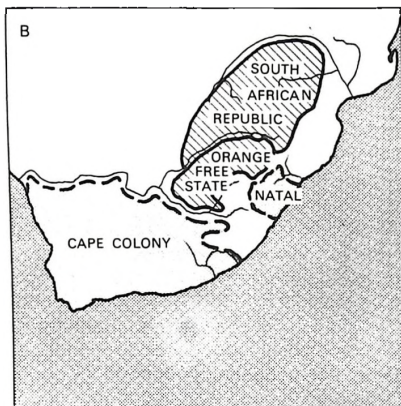 B
SOUTH
AFRICAN
REPUBLIC
ORANGE
FREE
STATE
NATAL
CAPE COLONY